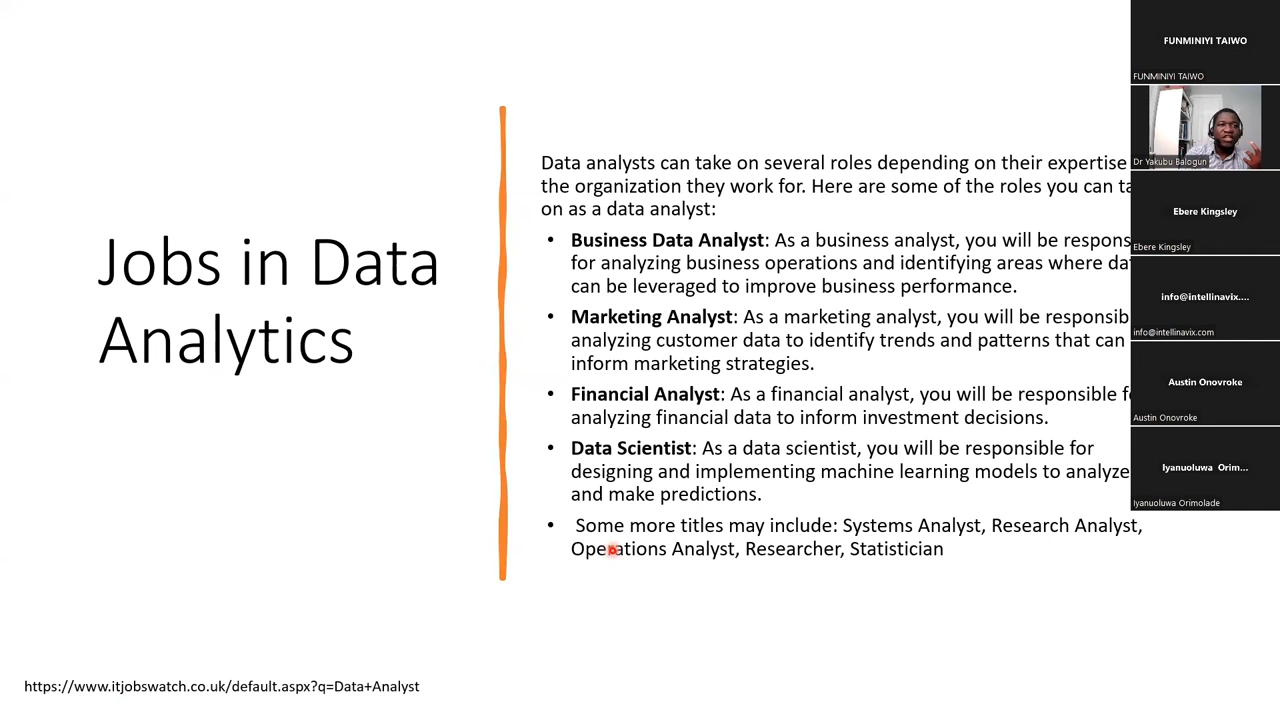 Jobs in Data
Analytics
Data analysts can take on several roles depending on their expertise
the organization they work for. Here are some of the roles you can
on as a data analyst:
• Business Data Analyst: As a business analyst, you will be
for analyzing business operations and identifying areas where
can be leveraged to improve business performance.
• Marketing Analyst: As a marketing analyst, you will be
analyzing customer data to identify trends and patterns that can
inform marketing strategies.
• Financial Analyst: As a financial analyst, you will be responsible
analyzing financial data to inform investment decisions.
• Data Scientist: As a data scientist, you will be responsible for
designing and implementing machine learning models to analyze
and make predictions.
• Some more titles may include: Systems Analyst, Research Analyst,
Operations Analyst, Researcher, Statistician
https://www.itjobswatch.co.uk/default.aspx?q=Data+Analyst
FUNMINIYI TAIWO
FUNMINIYI TAIWO
Dr Yakubu Balogun
Ebere Kingsley
Ebere Kingsley
info@intellinavix....
info@intellinavix.com
Austin Onovroke
Austin Onovroke
Iyanuoluwa Orim...
Iyanuoluwa Orimolade